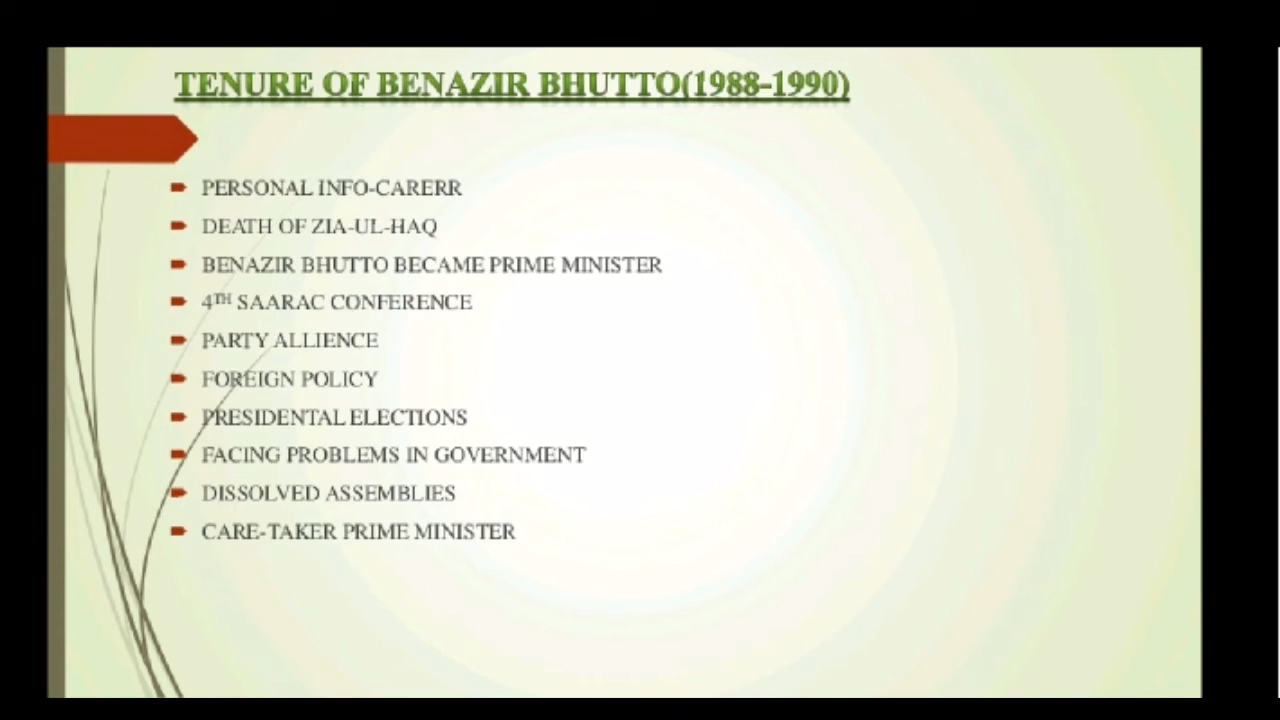 TENURE OF BENAZIR BHUTTO(1988-1990)
PERSONAL INFO-CARERR
DEATH OF ZIA-UL-HAQ
BENAZIR BHUTTO BECAME PRIME MINISTER
4TH SAARAC CONFERENCE
PARTY ALLIENCE
FOREIGN POLICY
PRESIDENTAL ELECTIONS
FACING PROBLEMS IN GOVERNMENT
DISSOLVED ASSEMBLIES
CARE-TAKER PRIME MINISTER